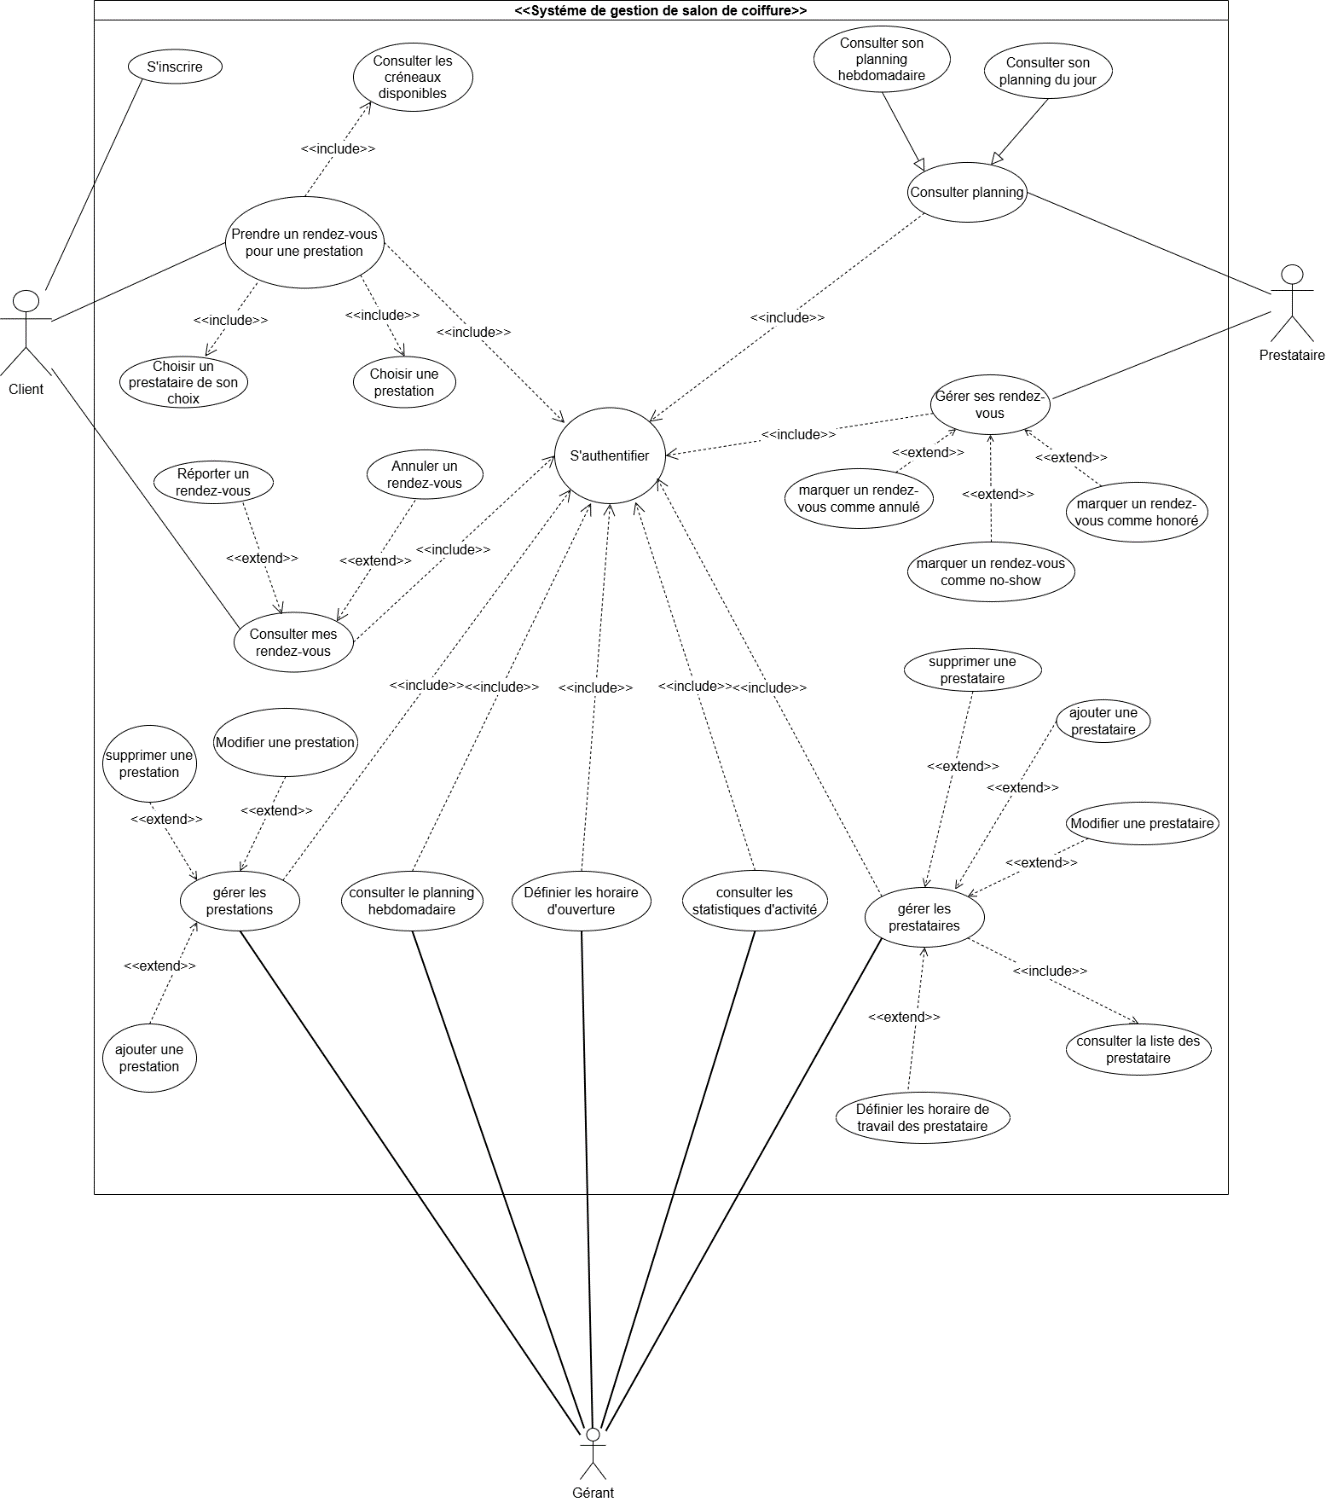 <<Systéme de gestion de salon de coiffure>>
S'inscrire
Consulter les
créneaux
disponibles
Consulter son
planning
hebdomadaire
Consulter son
planning du jour
<<include>>
Consulter planning
Prendre un rendez-vous
pour une prestation
<<include>>
<<include>>
<<include>>
<<include>>
Client
Prestataire
Choisir un
prestataire de son
choix
Choisir une
prestation
Gérer ses rendez-
vous
<<include>>
S'authentifier
<<extend>>
<<extend>>
<<extend>>
Réporter un
rendez-vous
Annuler un
rendez-vous
marquer un rendez-
vous comme annulé
marquer un rendez-
vous comme honoré
marquer un rendez-vous
comme no-show
<<extend>>
<<extend>>
<<include>>
Consulter mes
rendez-vous
supprimer une
prestataire
<<include>>
<<include>>
<<include>>
<<include>>
<<include>>
ajouter une
prestataire
supprimer une
prestation
Modifier une prestation
<<extend>>
<<extend>>
<<extend>>
<<extend>>
Modifier une prestataire
<<extend>>
gérer les
prestations
consulter le planning
hebdomadaire
Définier les horaire
d'ouverture
consulter les
statistiques d'activité
gérer les
prestataires
<<extend>>
<<include>>
<<extend>>
ajouter une
prestation
consulter la liste des
prestataire
Définier les horaire de
travail des prestataire
Gérant